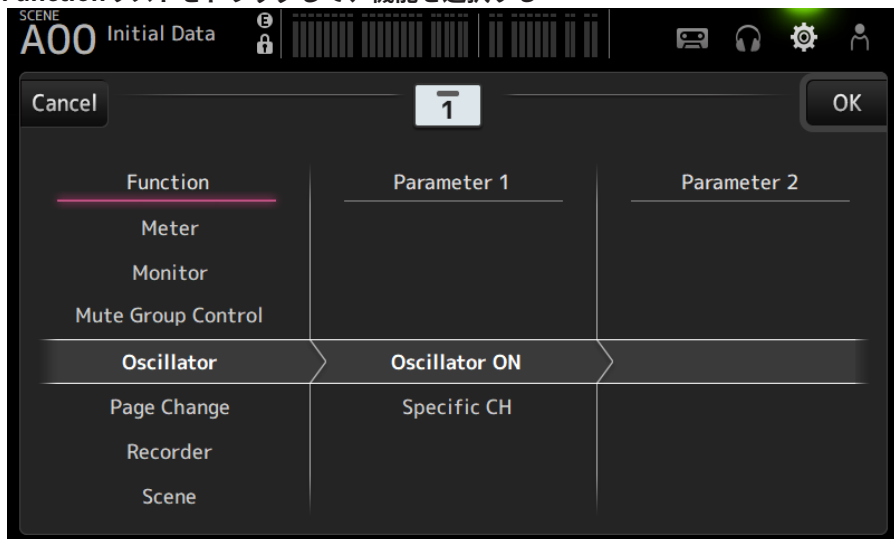 SCENE
A00 Initial Data
E
Cancel
1
OK
Function
Parameter 1
Parameter 2
Meter
Monitor
Mute Group Control
Oscillator
Oscillator ON
Page Change
Specific CH
Recorder
Scene